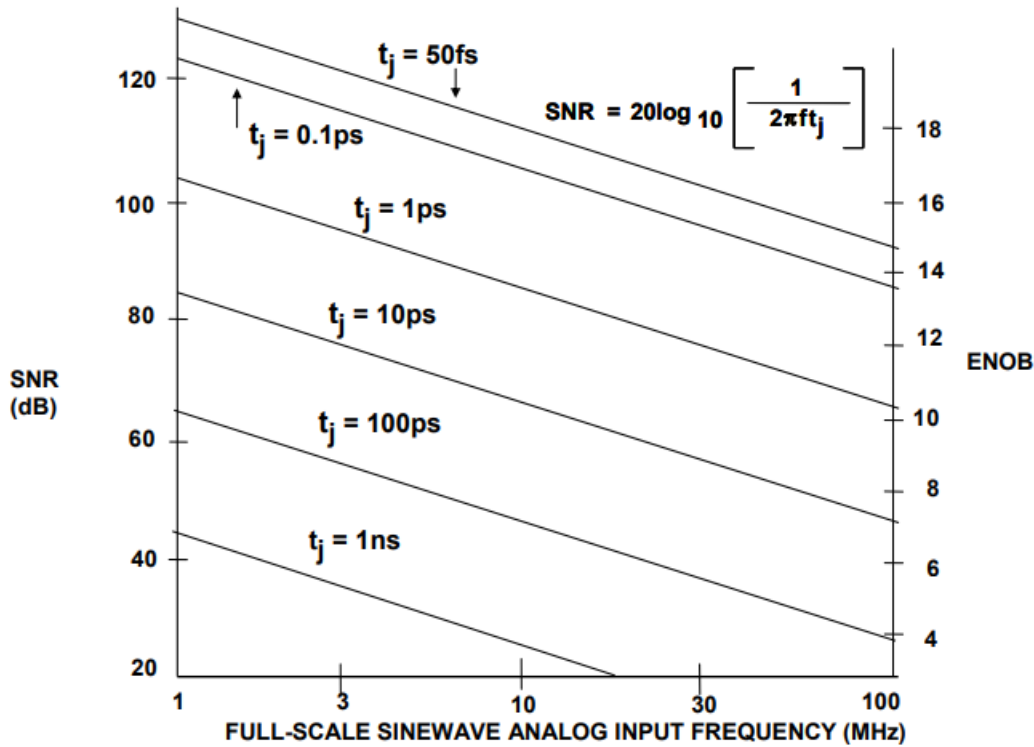 t_j = 50fs
SNR = 20log_10 [ 1 / 2πft_j ]
t_j = 0.1ps
t_j = 1ps
t_j = 10ps
t_j = 100ps
t_j = 1ns
SNR
(dB)
120
100
80
60
40
20
18
16
14
12
10
8
6
4
ENOB
1
3
10
30
100
FULL-SCALE SINEWAVE ANALOG INPUT FREQUENCY (MHz)